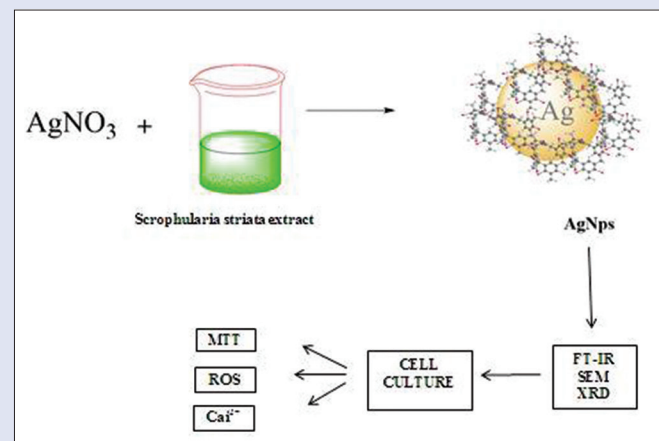 AgNO₃ +
Ag
Scrophularia striata extract
AgNps
MTT
ROS
Cai²⁺
CELL
CULTURE
FT-IR
SEM
XRD